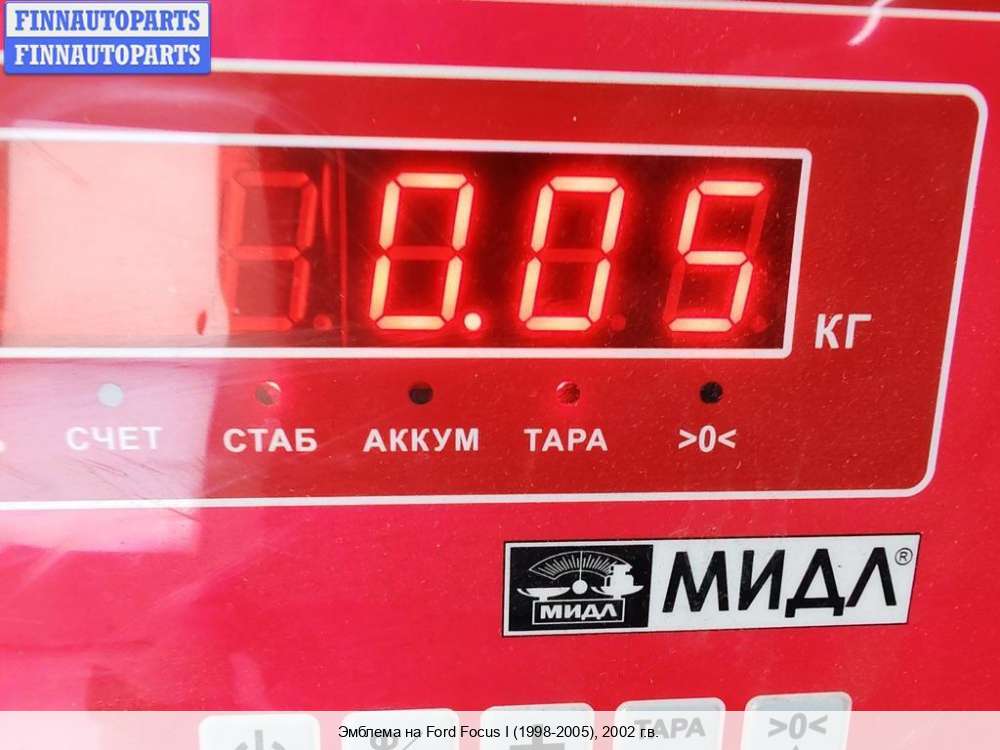 FINNAUTOPARTS
FINNAUTOPARTS
0.05
КГ
СЧЕТ СТАБ АККУМ ТАРА >0<
МИДЛ МИДЛ®
ТАРА >0<
Эмблема на Ford Focus I (1998-2005), 2002 г.в.